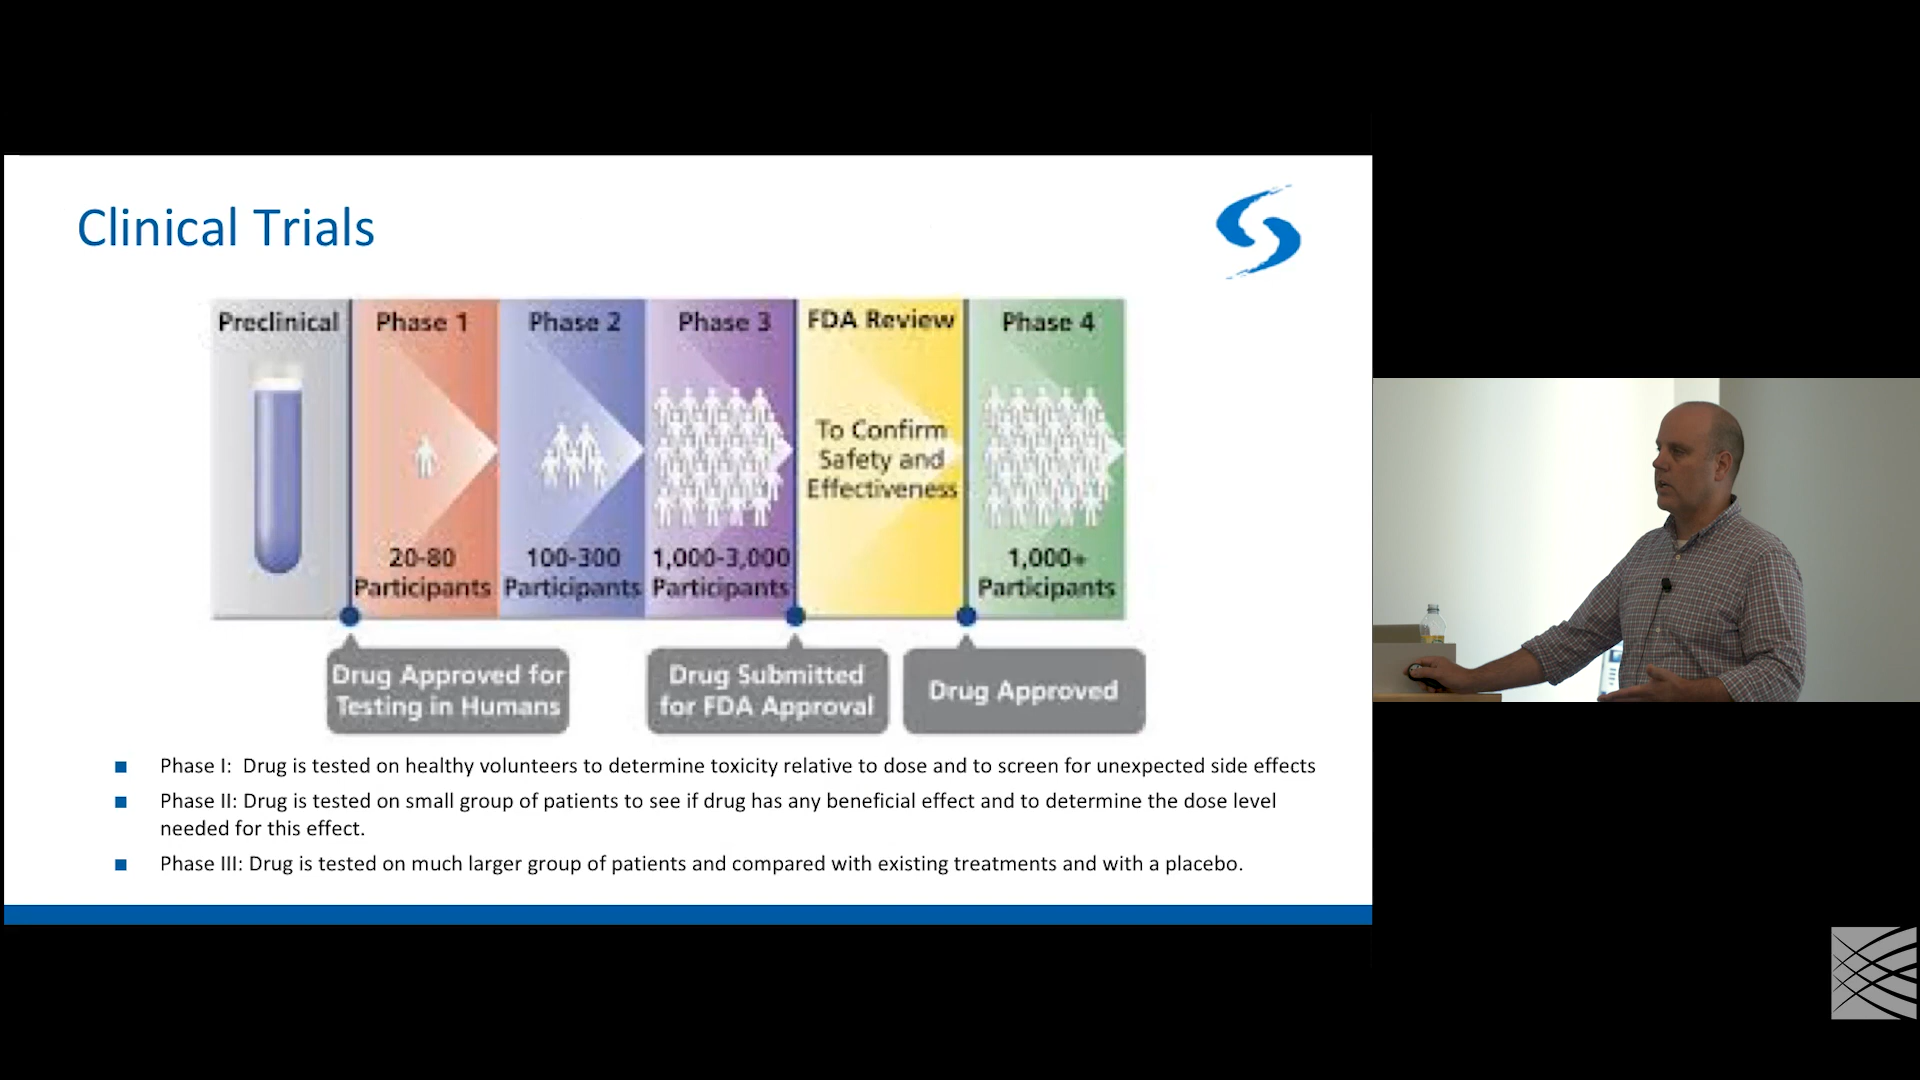 Clinical Trials
Preclinical
Phase 1
Phase 2
Phase 3
FDA Review
Phase 4
To Confirm
Safety and
Effectiveness
20-80
Participants
100-300
Participants
1,000-3,000
Participants
1,000+
Participants
Drug Approved for
Testing in Humans
Drug Submitted
for FDA Approval
Drug Approved
Phase I: Drug is tested on healthy volunteers to determine toxicity relative to dose and to screen for unexpected side effects
Phase II: Drug is tested on small group of patients to see if drug has any beneficial effect and to determine the dose level
needed for this effect.
Phase III: Drug is tested on much larger group of patients and compared with existing treatments and with a placebo.